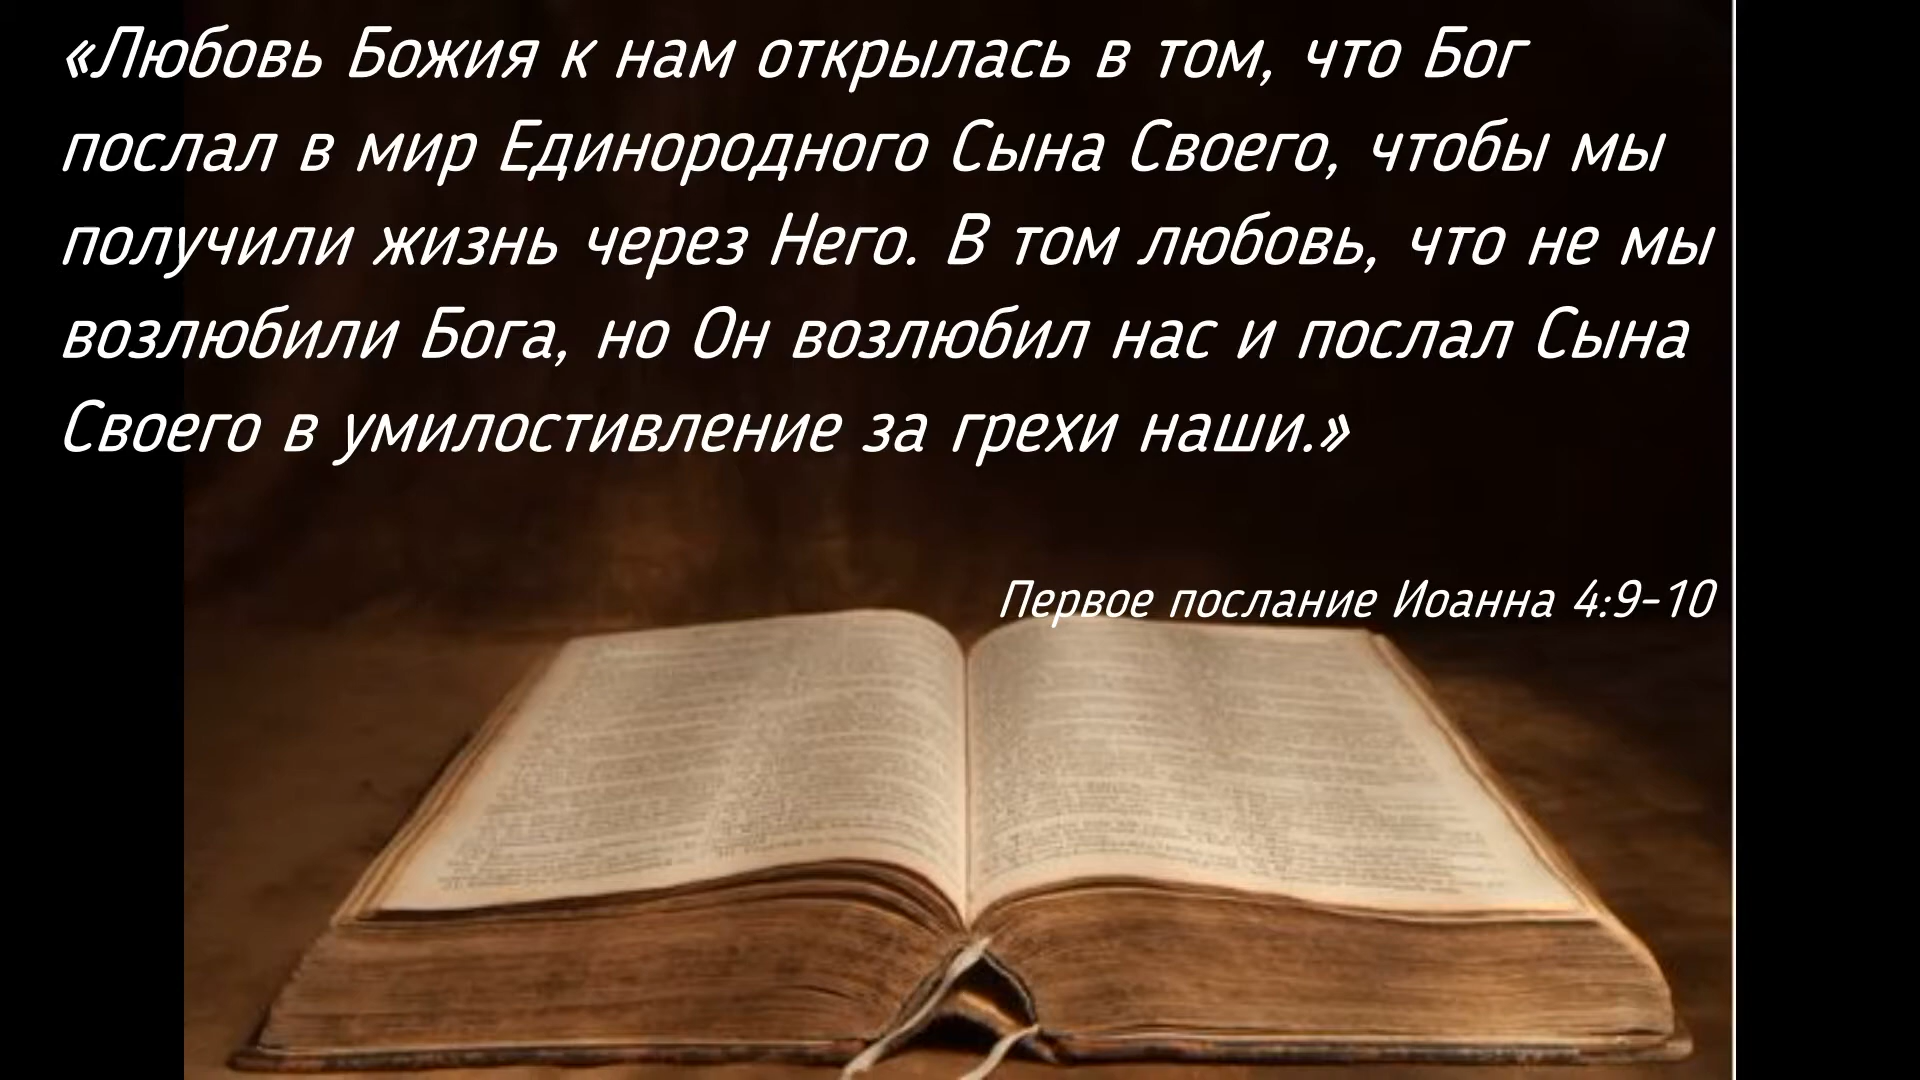 «Любовь Божия к нам открылась в том, что Бог
послал в мир Единородного Сына Своего, чтобы мы
получили жизнь через Него. В том любовь, что не мы
возлюбили Бога, но Он возлюбил нас и послал Сына
Своего в умилостивление за грехи наши.»
Первое послание Иоанна 4:9-10